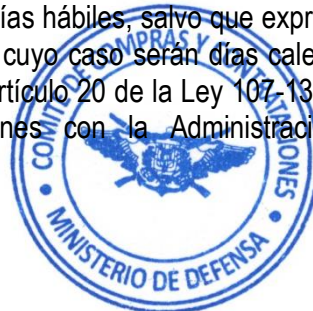 ías hábiles, salvo que expr
cuyo caso serán días cale
rtículo 20 de la Ley 107-13
nes con la Administraci
COMITÉ DE COMPRAS Y CONTRATACIONES
MINISTERIO DE DEFENSA